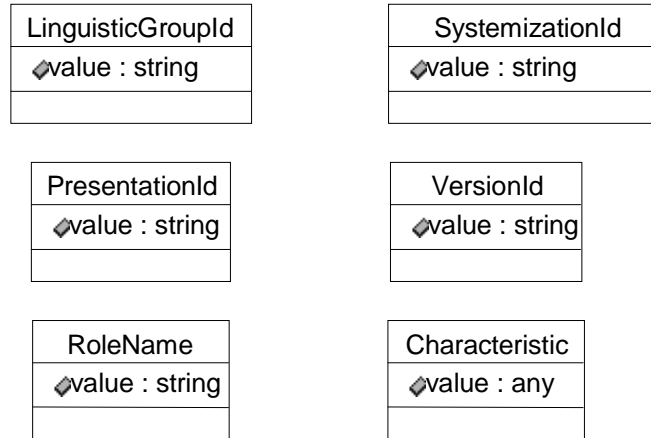 LinguisticGroupId
value : string
SystemizationId
value : string
PresentationId
value : string
VersionId
value : string
RoleName
value : string
Characteristic
value : any